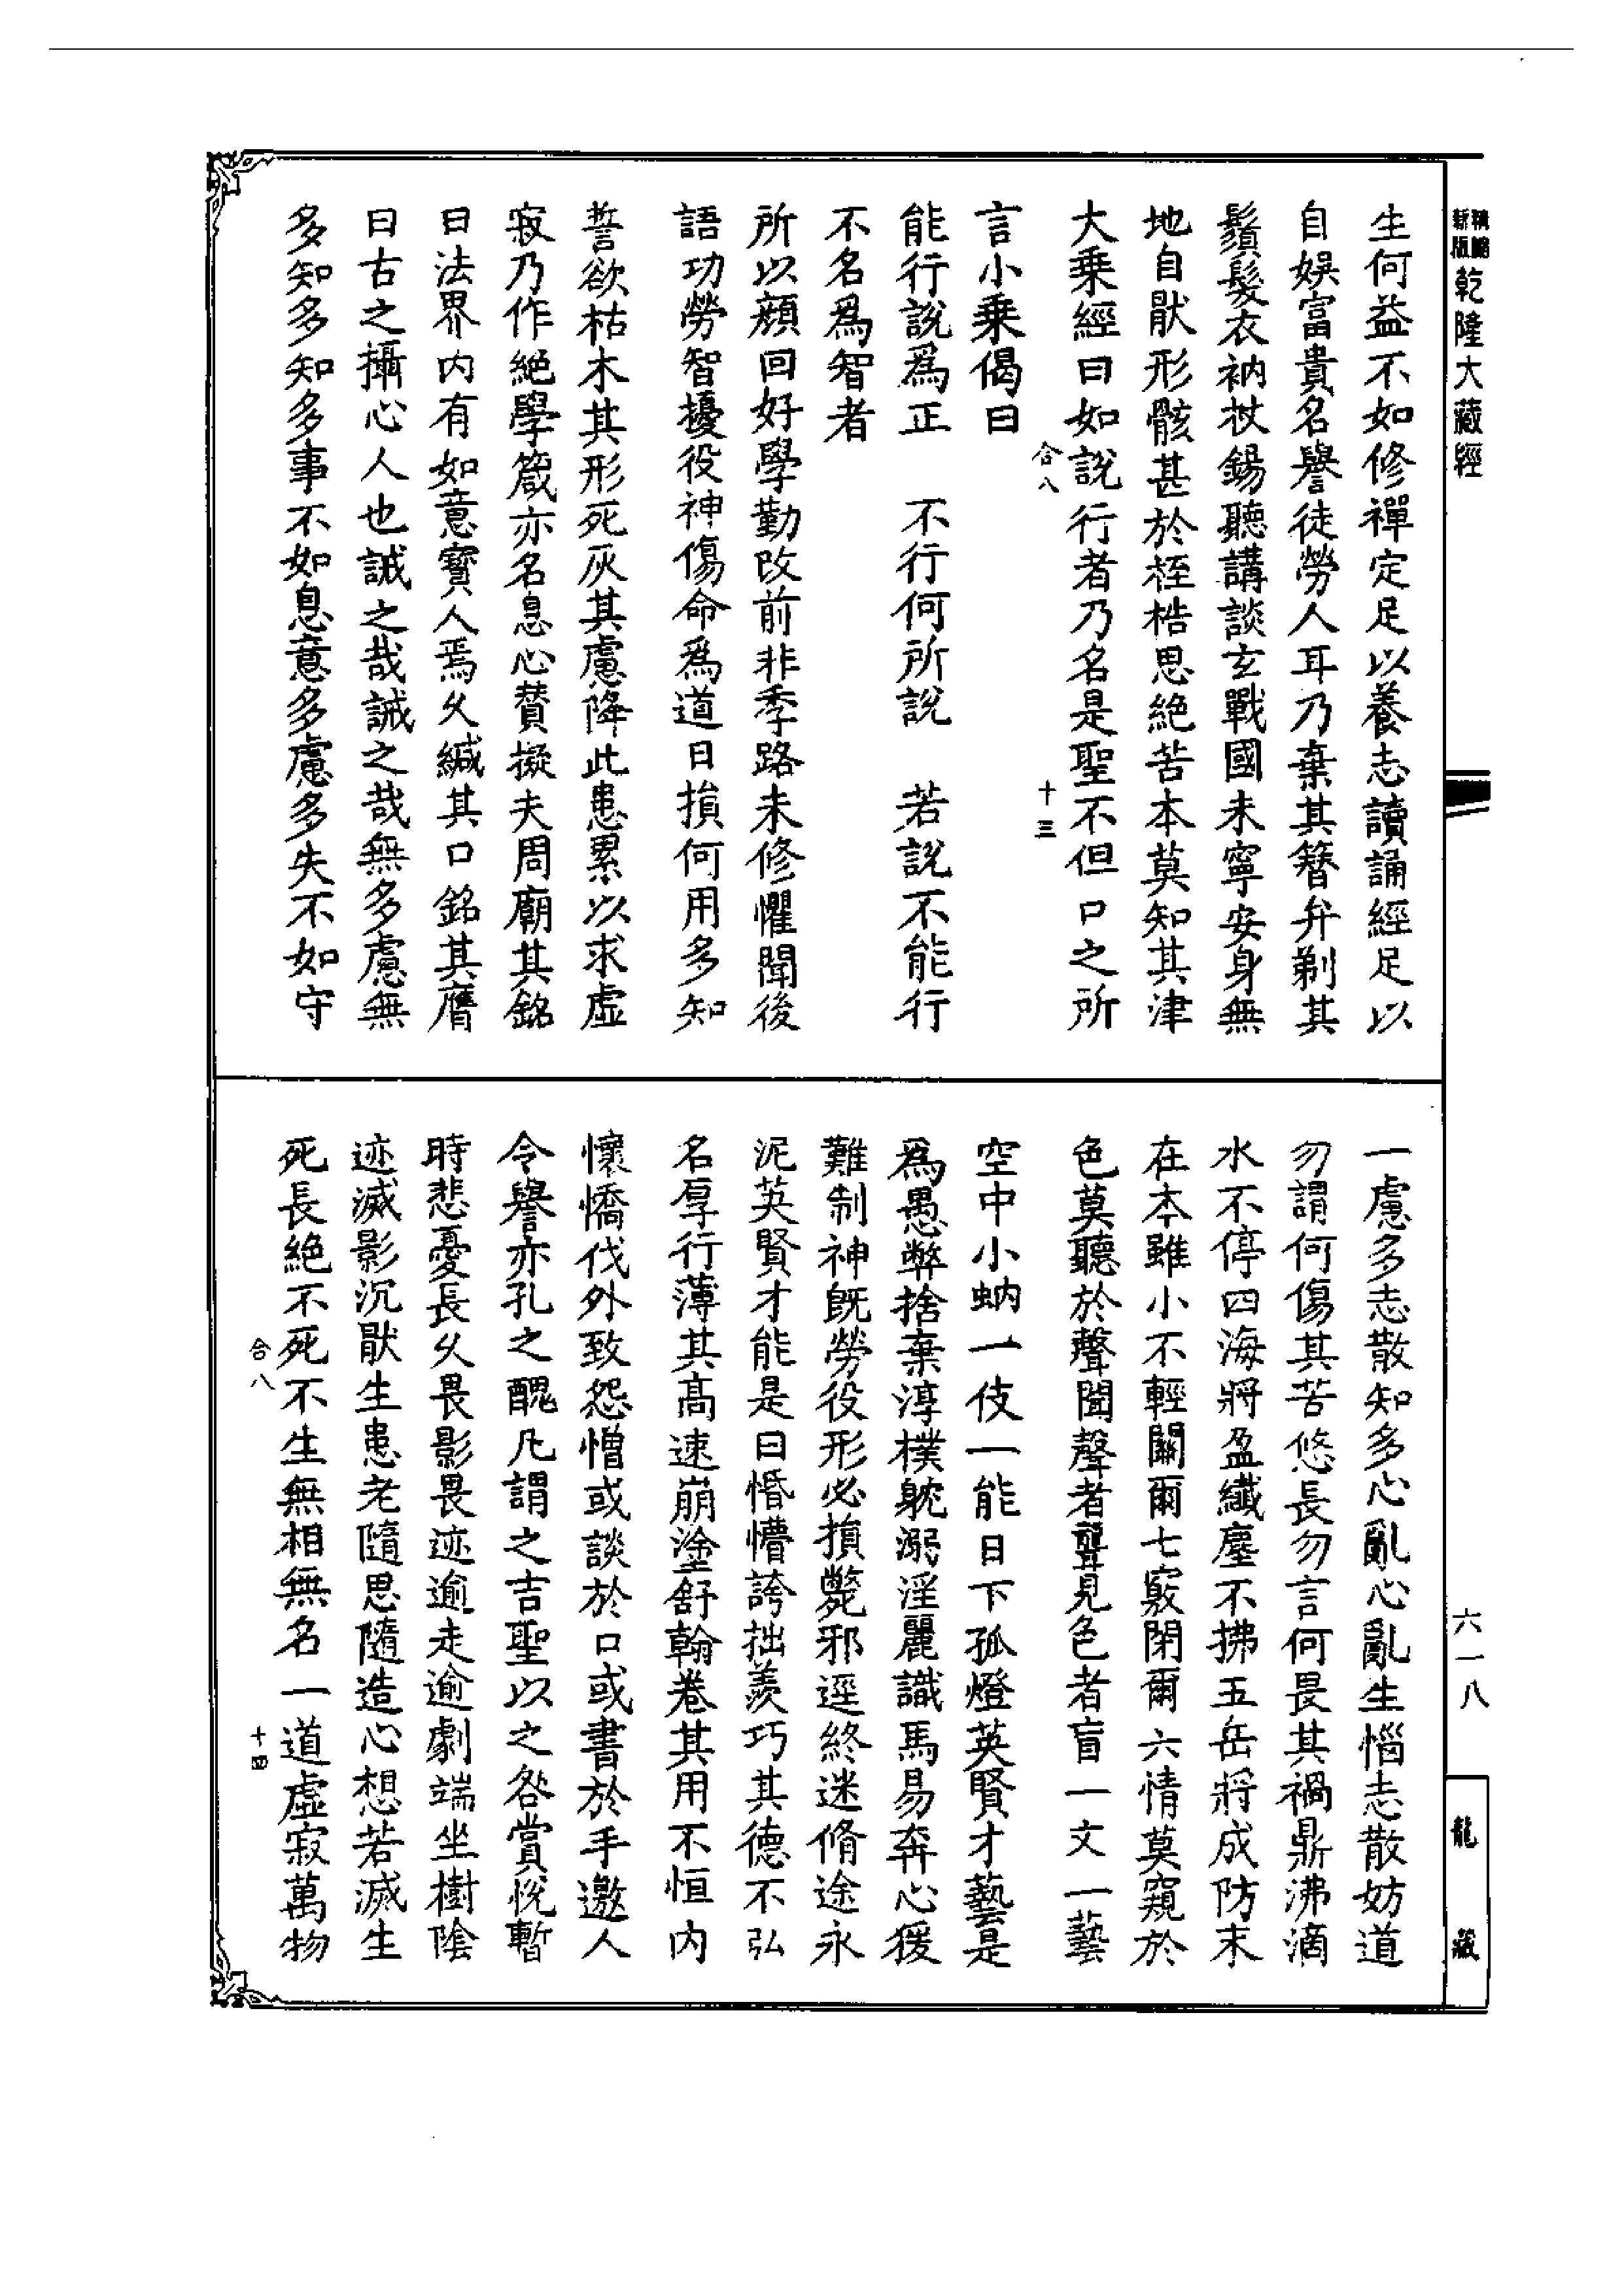 新編
縮版
乾隆大藏經
生何益不如修禪定足以養志讀誦經足以
自娛富貴名譽徒勞人耳乃棄其簪弁剃其
鬚髮衣衲杖錫聽講談玄戰國未寧安身無
地自猒形骸甚於桎梏思絕苦本莫知其津
大乗經曰如說行者乃名是聖不但口之所
合八
十三
言小乗偈曰
能行說爲正　不行何所說　若說不能行
不名爲智者
所以顔回好學勤改前非季路未修懼聞後
語功勞智擾役神傷命爲道日損何用多知
誓欲枯木其形死灰其慮降此患累以求虛
寂乃作絕學箴亦名息心賛擬夫周廟其銘
曰法界内有如意寳人焉乆緘其口銘其膺
曰古之攝心人也誡之哉誡之哉無多慮無
多知多知多事不如息意多慮多失不如守
一慮多志散知多心亂心亂生惱志散妨道
勿謂何傷其苦悠長勿言何畏其禍鼎沸滴
水不停四海將盈纖塵不拂五岳將成防末
在本雖小不輕關爾七竅閉爾六情莫窺於
色莫聽於聲聞聲者聾見色者盲一文一藝
空中小蚋一伎一能日下孤燈英賢才藝是
爲愚弊捨棄淳樸躭溺淫麗識馬易奔心猨
難制神旣勞役形必損斃邪逕終迷脩途永
泥英賢才能是曰惛懵誇拙羨巧其德不弘
名厚行薄其髙速崩塗舒翰卷其用不恒内
懷憍伐外致怨憎或談於口或書於手邀人
令譽亦孔之醜凡謂之吉聖以之咎賞悅暫
時悲憂長乆畏影畏迹逾走逾劇端坐樹陰
迹滅影沉猒生患老隨思隨造心想若滅生
死長絕不死不生無相無名一道虛寂萬物
合八
十四
六一八
龍藏